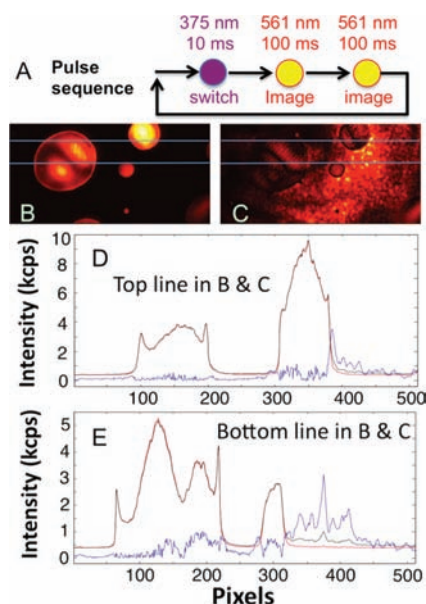 375 nm 561 nm 561 nm
10 ms 100 ms 100 ms
A Pulse
sequence
switch Image image
B C
D
Top line in B & C
Intensity (kcps)
10
8
6
4
2
0
0 100 200 300 400 500
E
Bottom line in B & C
Intensity (kcps)
5
4
3
2
1
0
100 200 300 400 500
Pixels